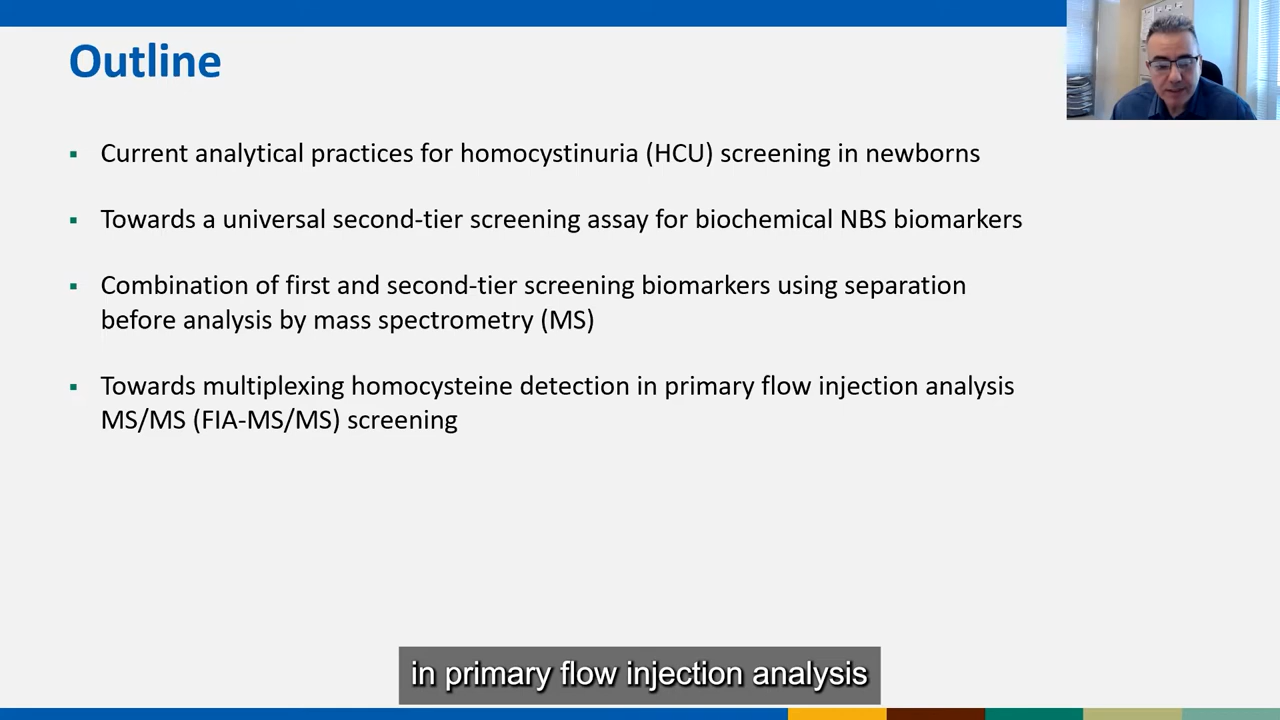 Outline
Current analytical practices for homocystinuria (HCU) screening in newborns
Towards a universal second-tier screening assay for biochemical NBS biomarkers
Combination of first and second-tier screening biomarkers using separation
before analysis by mass spectrometry (MS)
Towards multiplexing homocysteine detection in primary flow injection analysis
MS/MS (FIA-MS/MS) screening
in primary flow injection analysis